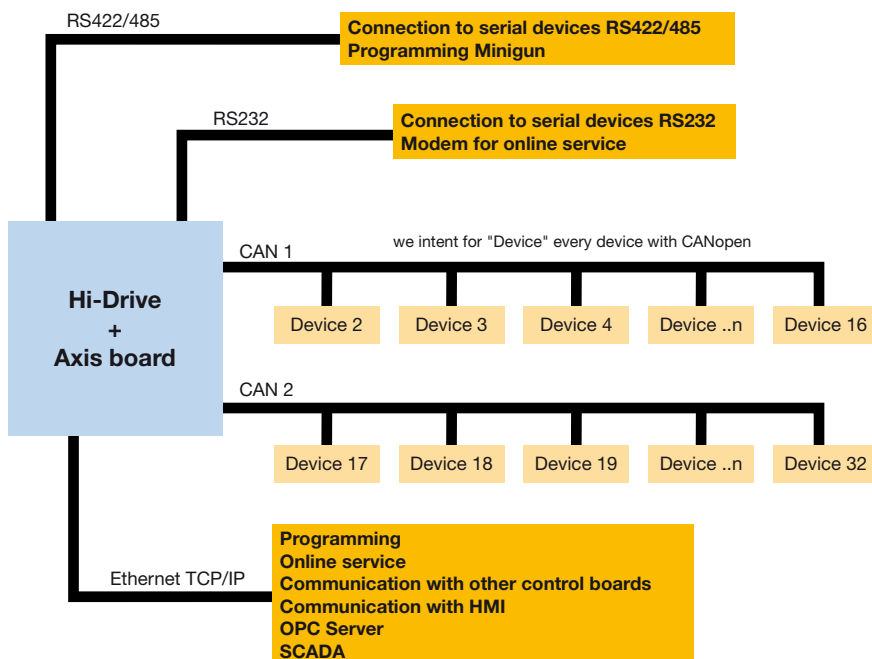 RS422/485
Connection to serial devices RS422/485
Programming Minigun
RS232
Connection to serial devices RS232
Modem for online service
CAN 1
we intent for "Device" every device with CANopen
Hi-Drive
+
Axis board
Device 2
Device 3
Device 4
Device ..n
Device 16
CAN 2
Device 17
Device 18
Device 19
Device ..n
Device 32
Ethernet TCP/IP
Programming
Online service
Communication with other control boards
Communication with HMI
OPC Server
SCADA